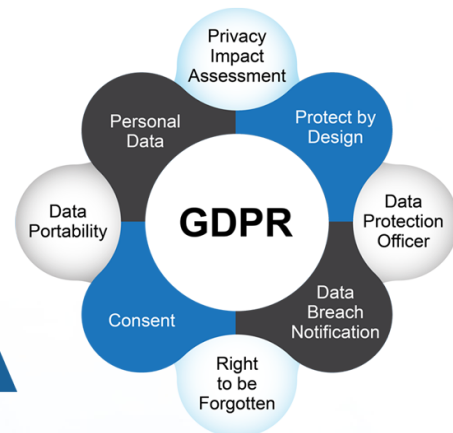 Privacy
Impact
Assessment
Personal
Data
Protect by
Design
Data
Portability
GDPR
Data
Protection
Officer
Consent
Data
Breach
Notification
Right
to be
Forgotten